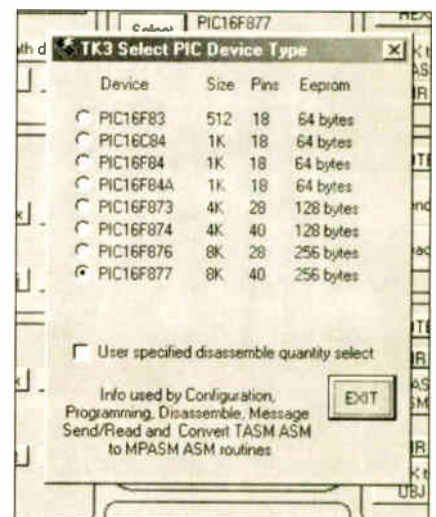 Select
PIC16F877
TK3 Select PIC Device Type
Device Size Pins Eeprom
PIC16F83 512 18 64 bytes
PIC16C84 1K 18 64 bytes
PIC16F84 1K 18 64 bytes
PIC16F84A 1K 18 64 bytes
PIC16F873 4K 28 128 bytes
PIC16F874 4K 40 128 bytes
PIC16F876 8K 28 256 bytes
PIC16F877 8K 40 256 bytes
User specified disassemble quantity select
Info used by Configuration,
Programming, Disassemble, Message
Send/Read and Convert TASM ASM
to MPASM ASM routines
EXIT